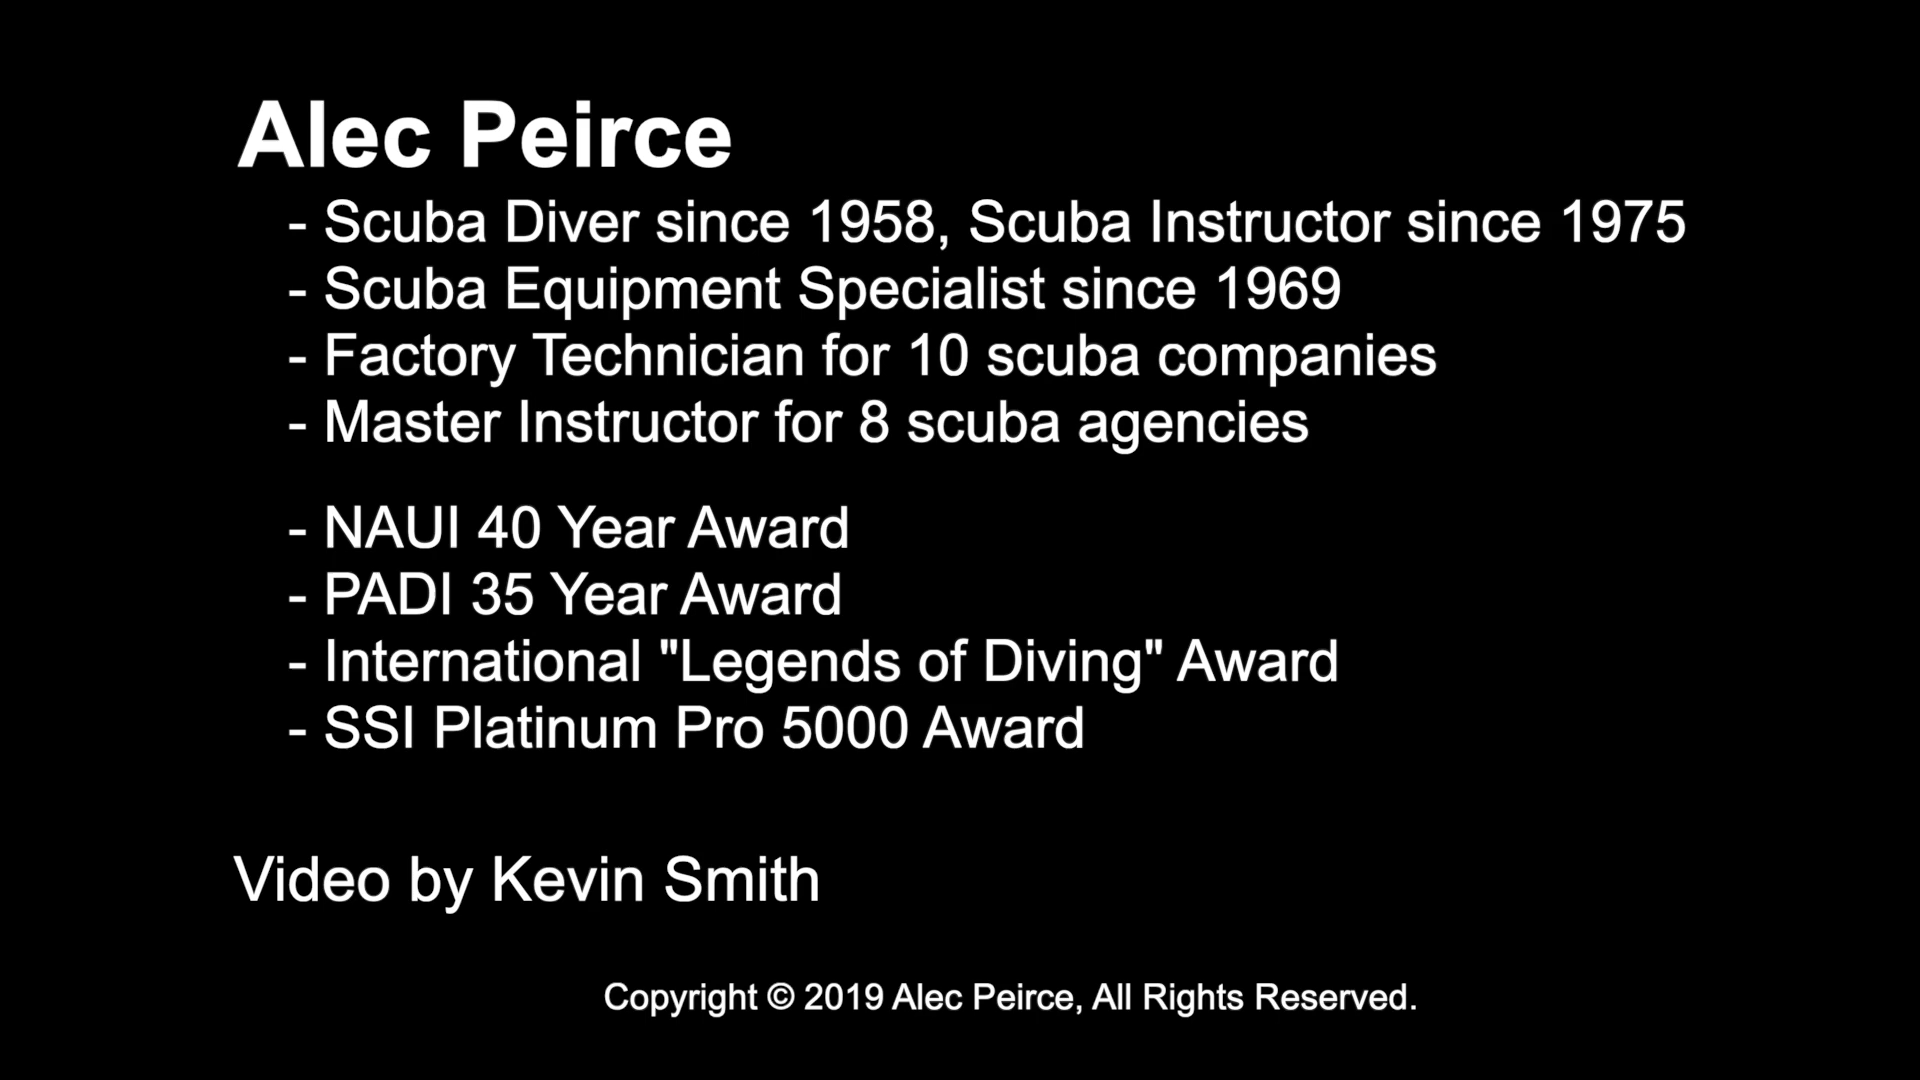 Alec Peirce
- Scuba Diver since 1958, Scuba Instructor since 1975
- Scuba Equipment Specialist since 1969
- Factory Technician for 10 scuba companies
- Master Instructor for 8 scuba agencies
- NAUI 40 Year Award
- PADI 35 Year Award
- International "Legends of Diving" Award
- SSI Platinum Pro 5000 Award
Video by Kevin Smith
Copyright © 2019 Alec Peirce, All Rights Reserved.